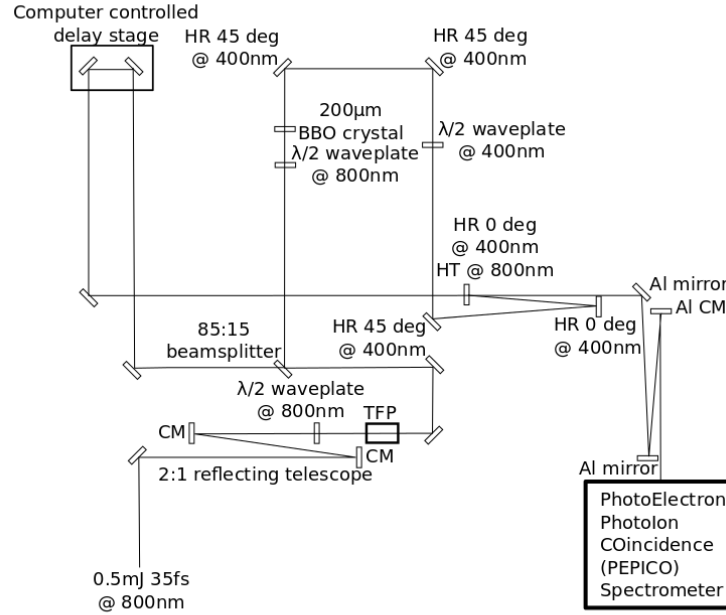 Computer controlled
delay stage
HR 45 deg
@ 400nm
HR 45 deg
@ 400nm
200μm
BBO crystal
λ/2 waveplate
@ 800nm
λ/2 waveplate
@ 400nm
HR 0 deg
@ 400nm
HT @ 800nm
Al mirror
Al CM
HR 0 deg
@ 400nm
85:15
beamsplitter
HR 45 deg
@ 400nm
λ/2 waveplate
@ 800nm
TFP
CM
CM
2:1 reflecting telescope
Al mirror
0.5mJ 35fs
@ 800nm
PhotoElectron
PhotoIon
COincidence
(PEPICO)
Spectrometer